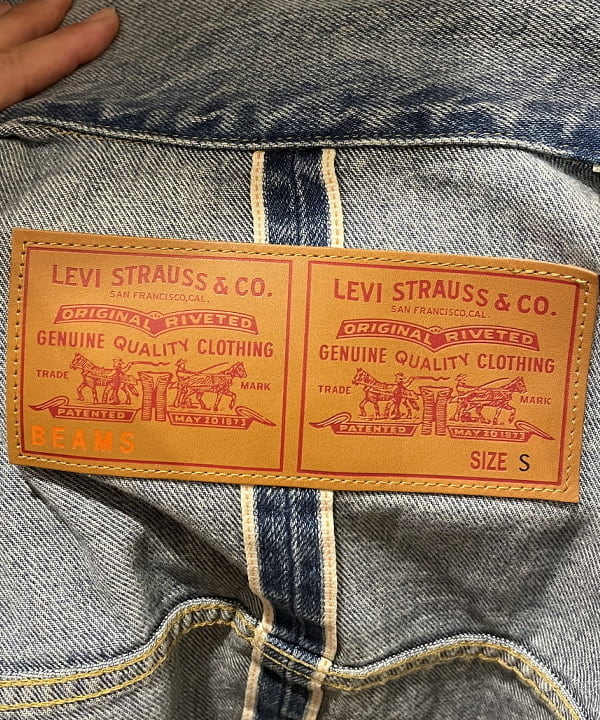 LEVI STRAUSS & CO.
SAN FRANCISCO, CAL.
ORIGINAL RIVETED
GENUINE QUALITY CLOTHING
TRADE MARK
PATENTED MAY 20 1873
BEAMS
LEVI STRAUSS & CO.
SAN FRANCISCO, CAL.
ORIGINAL RIVETED
GENUINE QUALITY CLOTHING
TRADE MARK
PATENTED MAY 20 1873
SIZE S